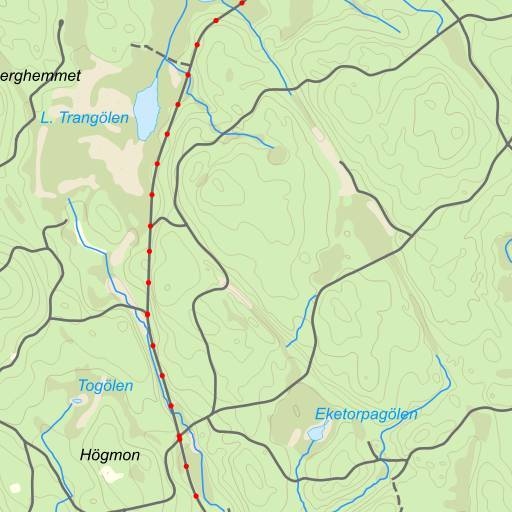 erghemmet
L. Trangölen
Togölen
Eketorpagölen
Högmon